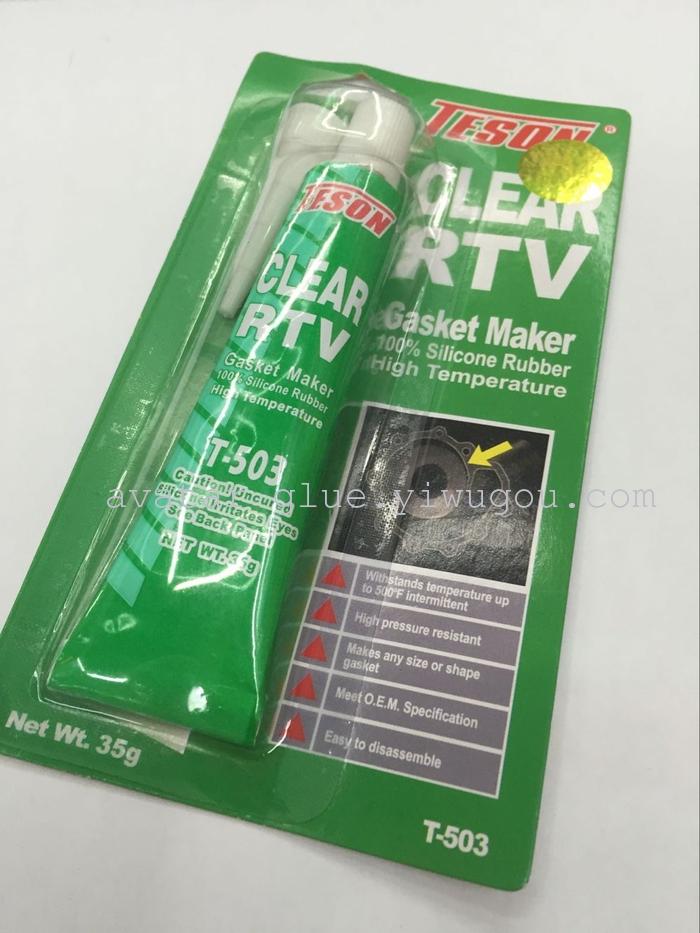 TESON®
CLEAR
RTV
Gasket Maker
100% Silicone Rubber
High Temperature
Withstands temperature up
to 500°F intermittent
High pressure resistant
Makes any size or shape
gasket
Meet O.E.M. Specification
Easy to disassemble
T-503
Net Wt. 35g
TESON
CLEAR
RTV
Gasket Maker
100% Silicone Rubber
High Temperature
T-503
Caution! Uncured
Silicone Irritates Eyes
See Back Panel
NET WT. 35g
avatar-glue.yiwugou.com